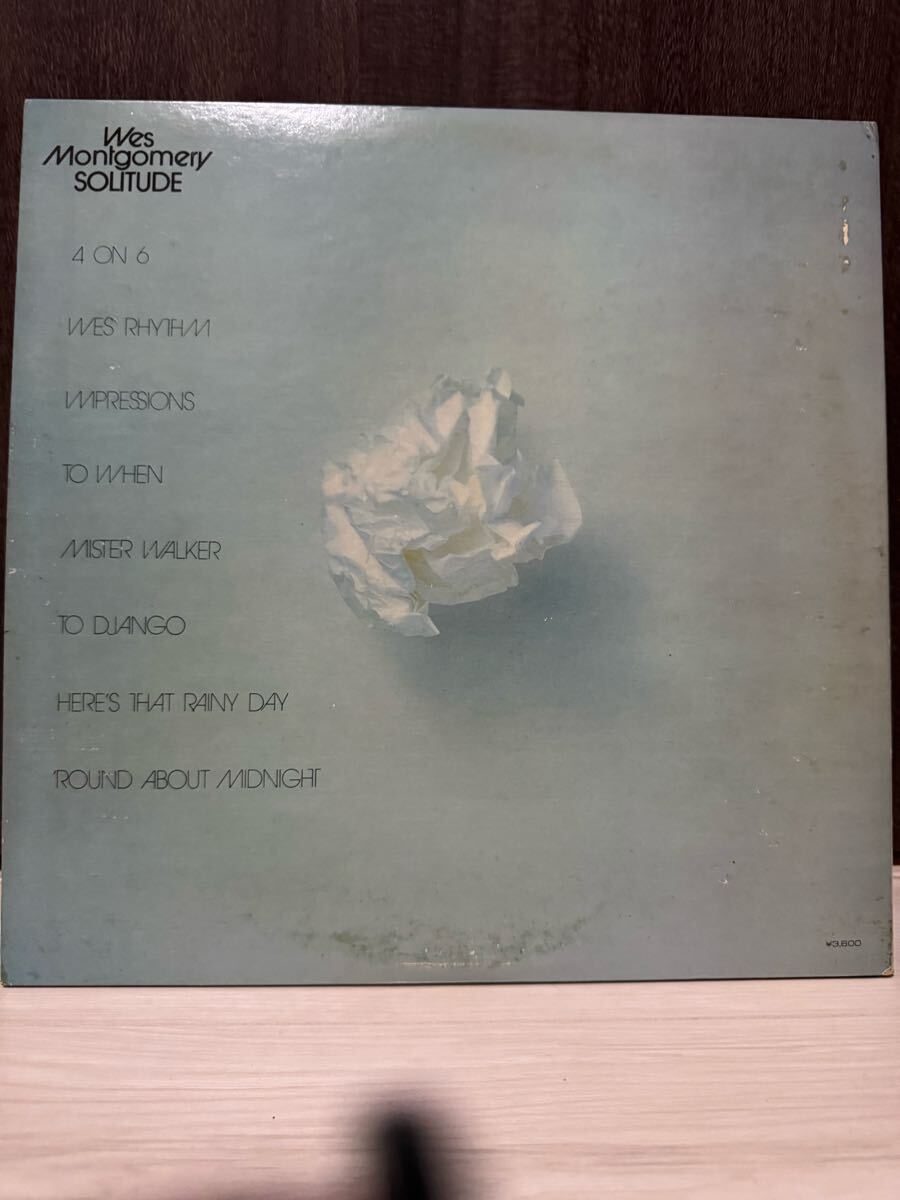 Wes
Montgomery
SOLITUDE
4 ON 6
WES' RHYTHM
IMPRESSIONS
TO WHEN
MISTER WALKER
TO DJANGO
HERE'S THAT RAINY DAY
'ROUND ABOUT MIDNIGHT
¥3,600